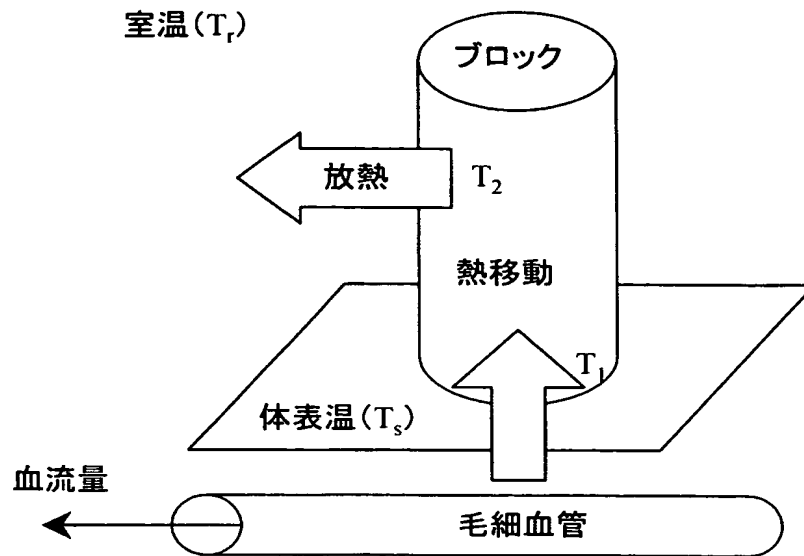 室温(Tr)
ブロック
放熱
T2
熱移動
T1
体表温(Ts)
血流量
毛細血管